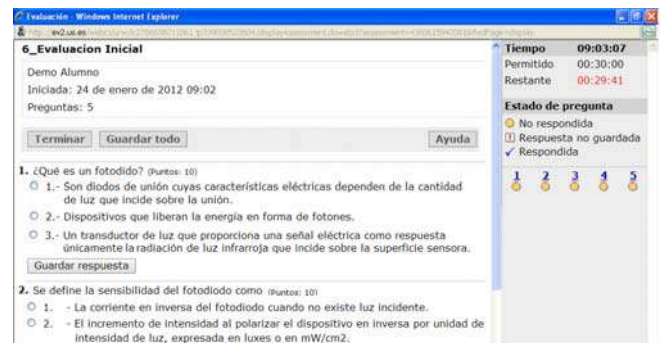 Evaluación - Windows Internet Explorer
ev2.us.es
6_Evaluacion Inicial
Demo Alumno
Iniciada: 24 de enero de 2012 09:02
Preguntas: 5
Terminar Guardar todo Ayuda
1. ¿Qué es un fotodido? (Puntos: 10)
1.- Son diodos de unión cuyas características eléctricas dependen de la cantidad
de luz que incide sobre la unión.
2.- Dispositivos que liberan la energía en forma de fotones.
3.- Un transductor de luz que proporciona una señal eléctrica como respuesta
únicamente la radiación de luz infrarroja que incide sobre la superficie sensora.
Guardar respuesta
2. Se define la sensibilidad del fotodiodo como (Puntos: 10)
1. - La corriente en inversa del fotodiodo cuando no existe luz incidente.
2. - El incremento de intensidad al polarizar el dispositivo en inversa por unidad de
intensidad de luz, expresada en luxes o en mW/cm2.
Tiempo 09:03:07
Permitido 00:30:00
Restante 00:29:41
Estado de pregunta
No respondida
Respuesta no guardada
Respondida
1 2 3 4 5